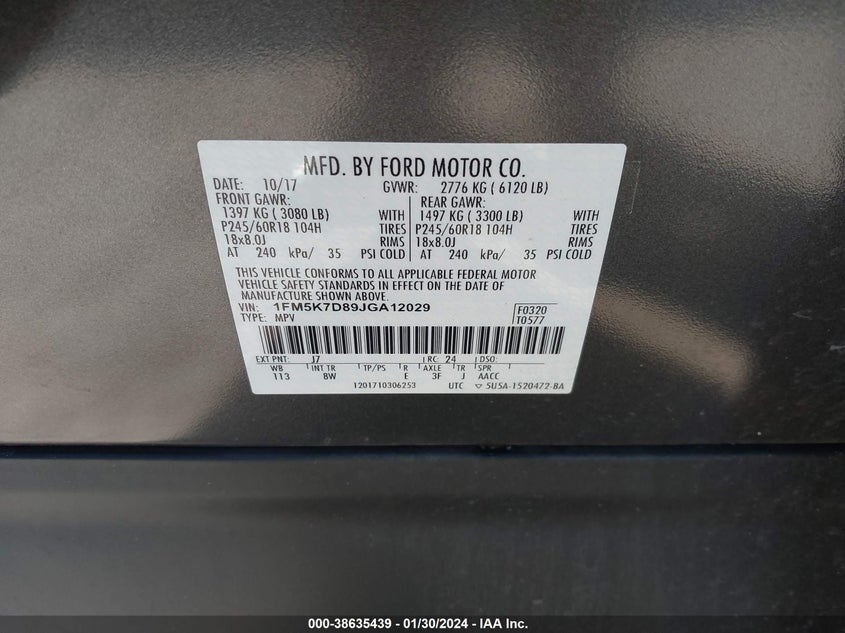 MFD. BY FORD MOTOR CO.
DATE: 10/17 GVWR: 2776 KG ( 6120 LB)
FRONT GAWR: REAR GAWR:
1397 KG ( 3080 LB) WITH 1497 KG ( 3300 LB) WITH
P245/60R18 104H TIRES P245/60R18 104H TIRES
18x8.0J RIMS 18x8.0J RIMS
AT 240 kPa/ 35 PSI COLD AT 240 kPa/ 35 PSI COLD
THIS VEHICLE CONFORMS TO ALL APPLICABLE FEDERAL MOTOR
VEHICLE SAFETY STANDARDS IN EFFECT ON THE DATE OF
MANUFACTURE SHOWN ABOVE.
VIN: 1FM5K7D89JGA12029 F0320
TYPE: MPV T0577
EXT PNT: J7 RC: 24 DSO:
WB INT TR TP/PS R AXLE TR SPR
113 8W E 3F J AACC
1201710306253 UTC ▽ 5U5A-1520472-BA
000-38635439 - 01/30/2024 - IAA Inc.